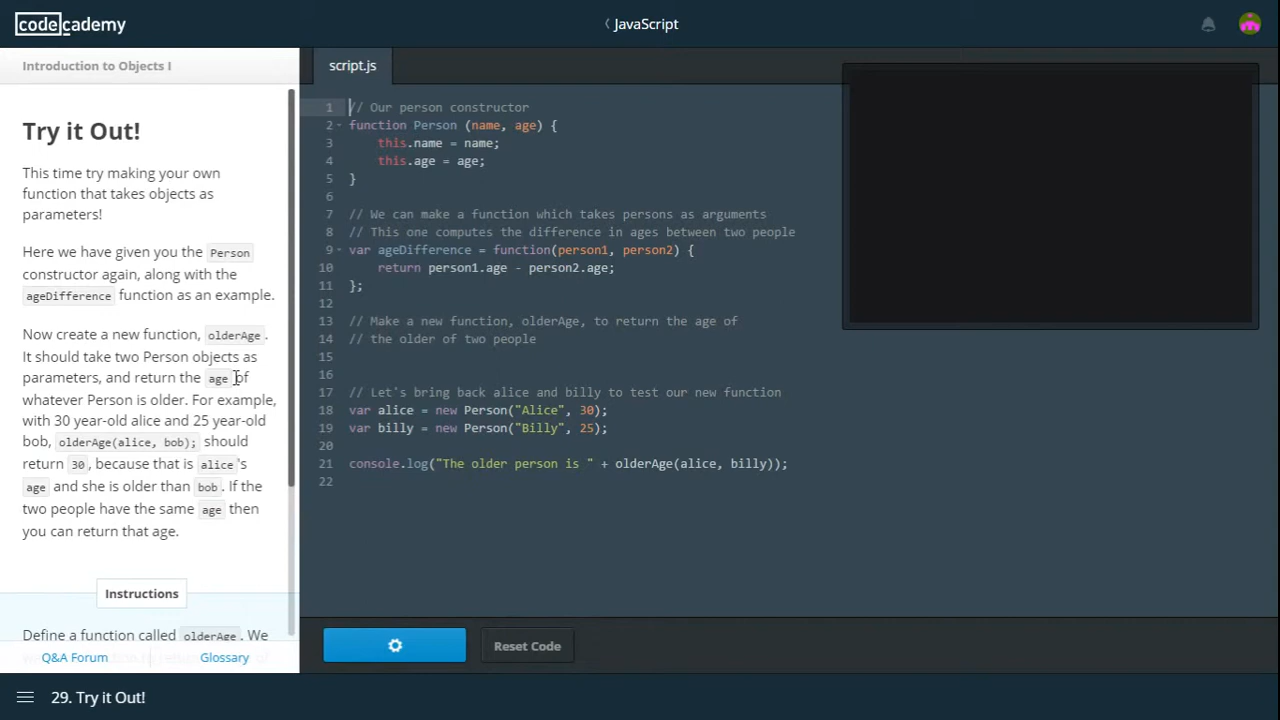 codecademy
〈 JavaScript
Introduction to Objects I
script.js
Try it Out!
This time try making your own
function that takes objects as
parameters!
Here we have given you the Person
constructor again, along with the
ageDifference function as an example.
Now create a new function, olderAge.
It should take two Person objects as
parameters, and return the age of
whatever Person is older. For example,
with 30 year-old alice and 25 year-old
bob, olderAge(alice, bob); should
return 30, because that is alice's
age and she is older than bob. If the
two people have the same age then
you can return that age.
Instructions
Define a function called olderAge. We
Q&A Forum
Glossary
1 // Our person constructor
2 function Person (name, age) {
3     this.name = name;
4     this.age = age;
5 }
6
7 // We can make a function which takes persons as arguments
8 // This one computes the difference in ages between two people
9 var ageDifference = function(person1, person2) {
10     return person1.age - person2.age;
11 };
12
13 // Make a new function, olderAge, to return the age of
14 // the older of two people
15
16
17 // Let's bring back alice and billy to test our new function
18 var alice = new Person("Alice", 30);
19 var billy = new Person("Billy", 25);
20
21 console.log("The older person is " + olderAge(alice, billy));
22
Reset Code
29. Try it Out!